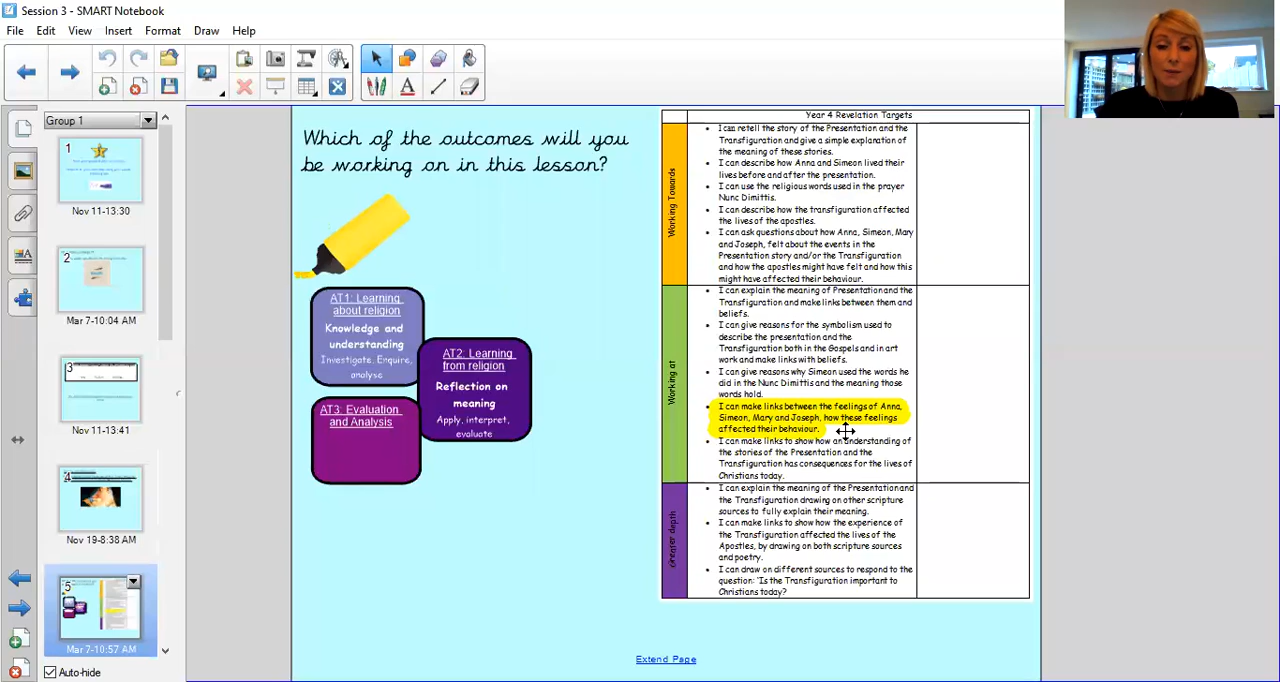 Session 3 - SMART Notebook
File Edit View Insert Format Draw Help
Group 1
1
Nov 11-13:30
2
Mar 7-10:04 AM
3
Nov 11-13:41
4
Nov 19-8:38 AM
5
Mar 7-10:57 AM
Auto-hide
Which of the outcomes will you
be working on in this lesson?
AT1: Learning
about religion
Knowledge and
understanding
Investigate, Enquire,
analyse
AT2: Learning
from religion
Reflection on
meaning
Apply, interpret,
evaluate
AT3: Evaluation
and Analysis
Year 4 Revelation Targets
Working Towards
• I can retell the story of the Presentation and the
Transfiguration and give a simple explanation of
the meaning of these stories.
• I can describe how Anna and Simeon lived their
lives before and after the presentation.
• I can use the religious words used in the prayer
Nunc Dimittis.
• I can describe how the transfiguration affected
the lives of the apostles.
• I can ask questions about how Anna, Simeon, Mary
and Joseph, felt about the events in the
Presentation story and/or the Transfiguration
and how the apostles might have felt and how this
might have affected their behaviour.
Working at
• I can explain the meaning of Presentation and the
Transfiguration and make links between them and
beliefs.
• I can give reasons for the symbolism used to
describe the presentation and the
Transfiguration both in the Gospels and in art
work and make links with beliefs.
• I can give reasons why Simeon used the words he
did in the Nunc Dimittis and the meaning those
words hold.
• I can make links between the feelings of Anna,
Simeon, Mary and Joseph, how these feelings
affected their behaviour.
• I can make links to show how an understanding of
the stories of the Presentation and the
Transfiguration has consequences for the lives of
Christians today.
Greater depth
• I can explain the meaning of the Presentation and
the Transfiguration drawing on other scripture
sources to fully explain their meaning.
• I can make links to show how the experience of
the Transfiguration affected the lives of the
Apostles, by drawing on both scripture sources
and poetry.
• I can draw on different sources to respond to the
question: 'Is the Transfiguration important to
Christians today?
Extend Page